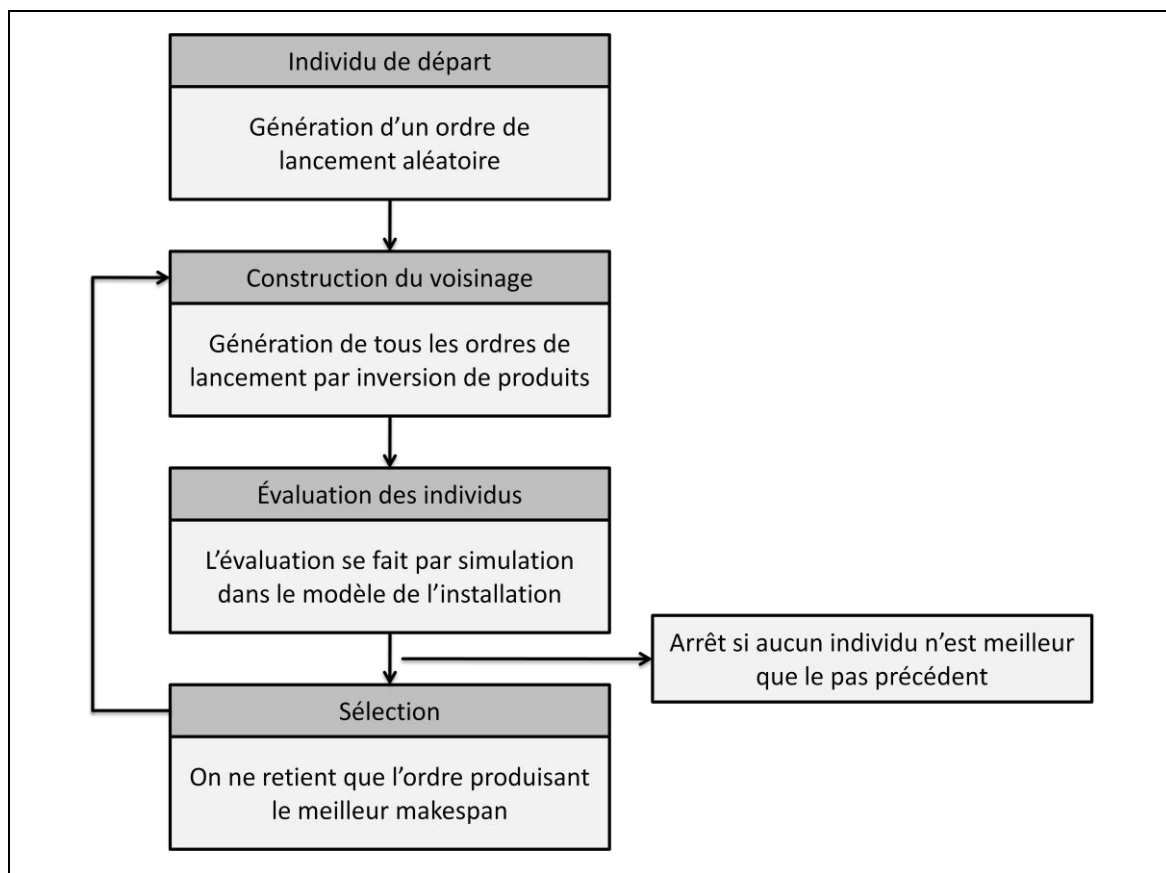 Individu de départ
Génération d'un ordre de
lancement aléatoire
Construction du voisinage
Génération de tous les ordres de
lancement par inversion de produits
Évaluation des individus
L'évaluation se fait par simulation
dans le modèle de l'installation
Arrêt si aucun individu n'est meilleur
que le pas précédent
Sélection
On ne retient que l'ordre produisant
le meilleur makespan